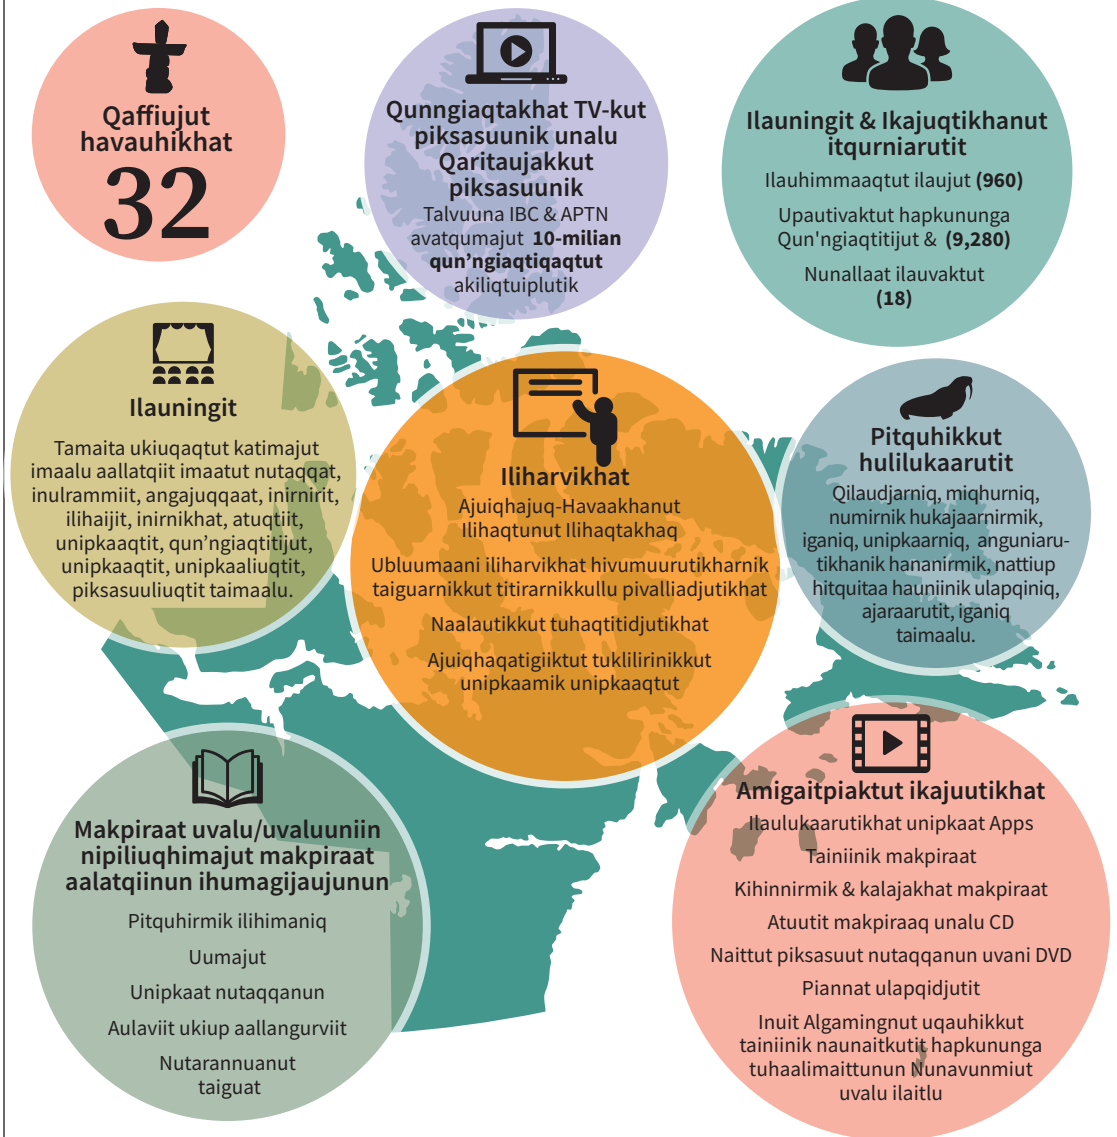 Qaffiujut
havauhikhat
32
Qunngiaqtakhat TV-kut
piksasuunik unalu
Qaritaujakkut
piksasuunik
Talvuuna IBC & APTN
avatqumajut 10-milian
qun’ngiaqtiqaqtut
akiliqtuiplutik
Ilauningit & Ikajuqtikhanut
itqurniarutit
Ilauhimmaaqtut ilaujut (960)
Upautivaktut hapkununga
Qun'ngiaqtitijut & (9,280)
Nunallaat ilauvaktut
(18)
Ilauningit
Tamaita ukiuqaqtut katimajut
imaalu aallatqiit imaatut nutaqqat,
inulrammiit, angajuqqaat, inirnirit,
ilihaijit, inirnikhat, atuqtiit,
unipkaaqtit, qun’ngiaqtitijut,
unipkaaqtit, unipkaaliuqtit,
piksasuuliuqtit taimaalu.
Iliharvikhat
Ajuiqhajuq-Havaakhanut
Ilihaqtunut Ilihaqtakhaq
Ubluumaani iliharvikhat hivumuurutikharnik
taiguarnikkut titirarnikkullu pivalliadjutikhat
Naalautikkut tuhaqtitidjutikhat
Ajuiqhaqatigiiktut tuklilirinikkut
unipkaamik unipkaaqtut
Pitquhikkut
hulilukaarutit
Qilaudjarniq, miqhurniq,
numirnik hukajaarnirmik,
iganiq, unipkaarniq, anguniaru-
tikhanik hananirmik, nattiup
hitquitaa hauniinik ulapqiniq,
ajaraarutit, iganiq
taimaalu.
Makpiraat uvalu/uvaluuniin
nipiliuqhimajut makpiraat
aalatqiinun ihumagijaujunun
Pitquhirmik ilihimaniq
Uumajut
Unipkaat nutaqqanun
Aulaviit ukiup aallangurviit
Nutarannuanut
taiguat
Amigaitpiaktut ikajuutikhat
Ilaulukaarutikhat unipkaat Apps
Tainiinik makpiraat
Kihinnirmik & kalajakhat makpiraat
Atuutit makpiraaq unalu CD
Naittut piksasuut nutaqqanun uvani DVD
Piannat ulapqidjutit
Inuit Algamingnut uqauhikkut
tainiinik naunaitkutit hapkununga
tuhaalimaittunun Nunavunmiut
uvalu ilaitlu